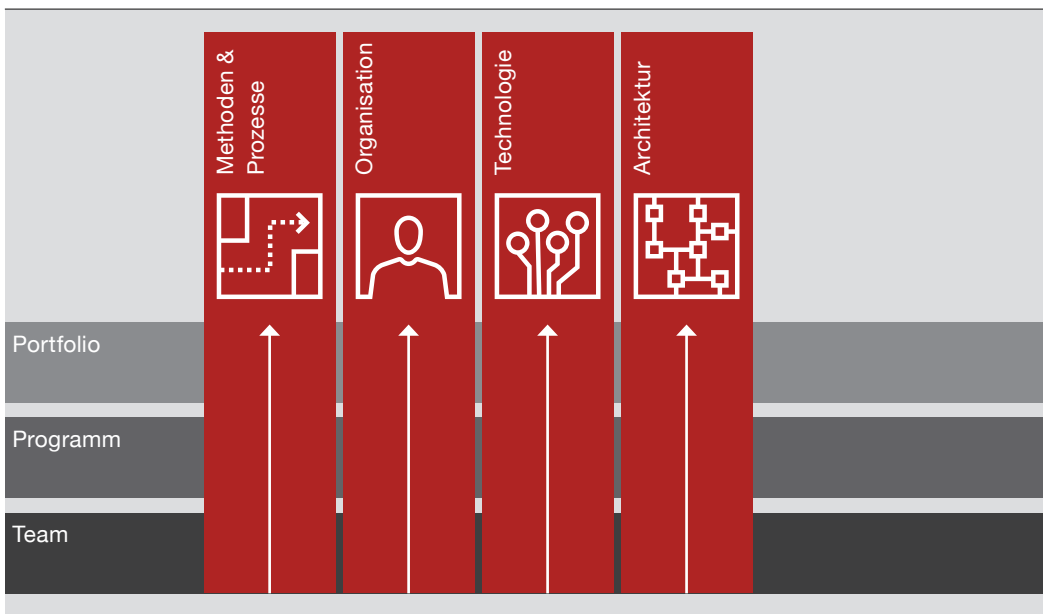 Methoden &
Prozesse
Organisation
Technologie
Architektur
Portfolio
Programm
Team